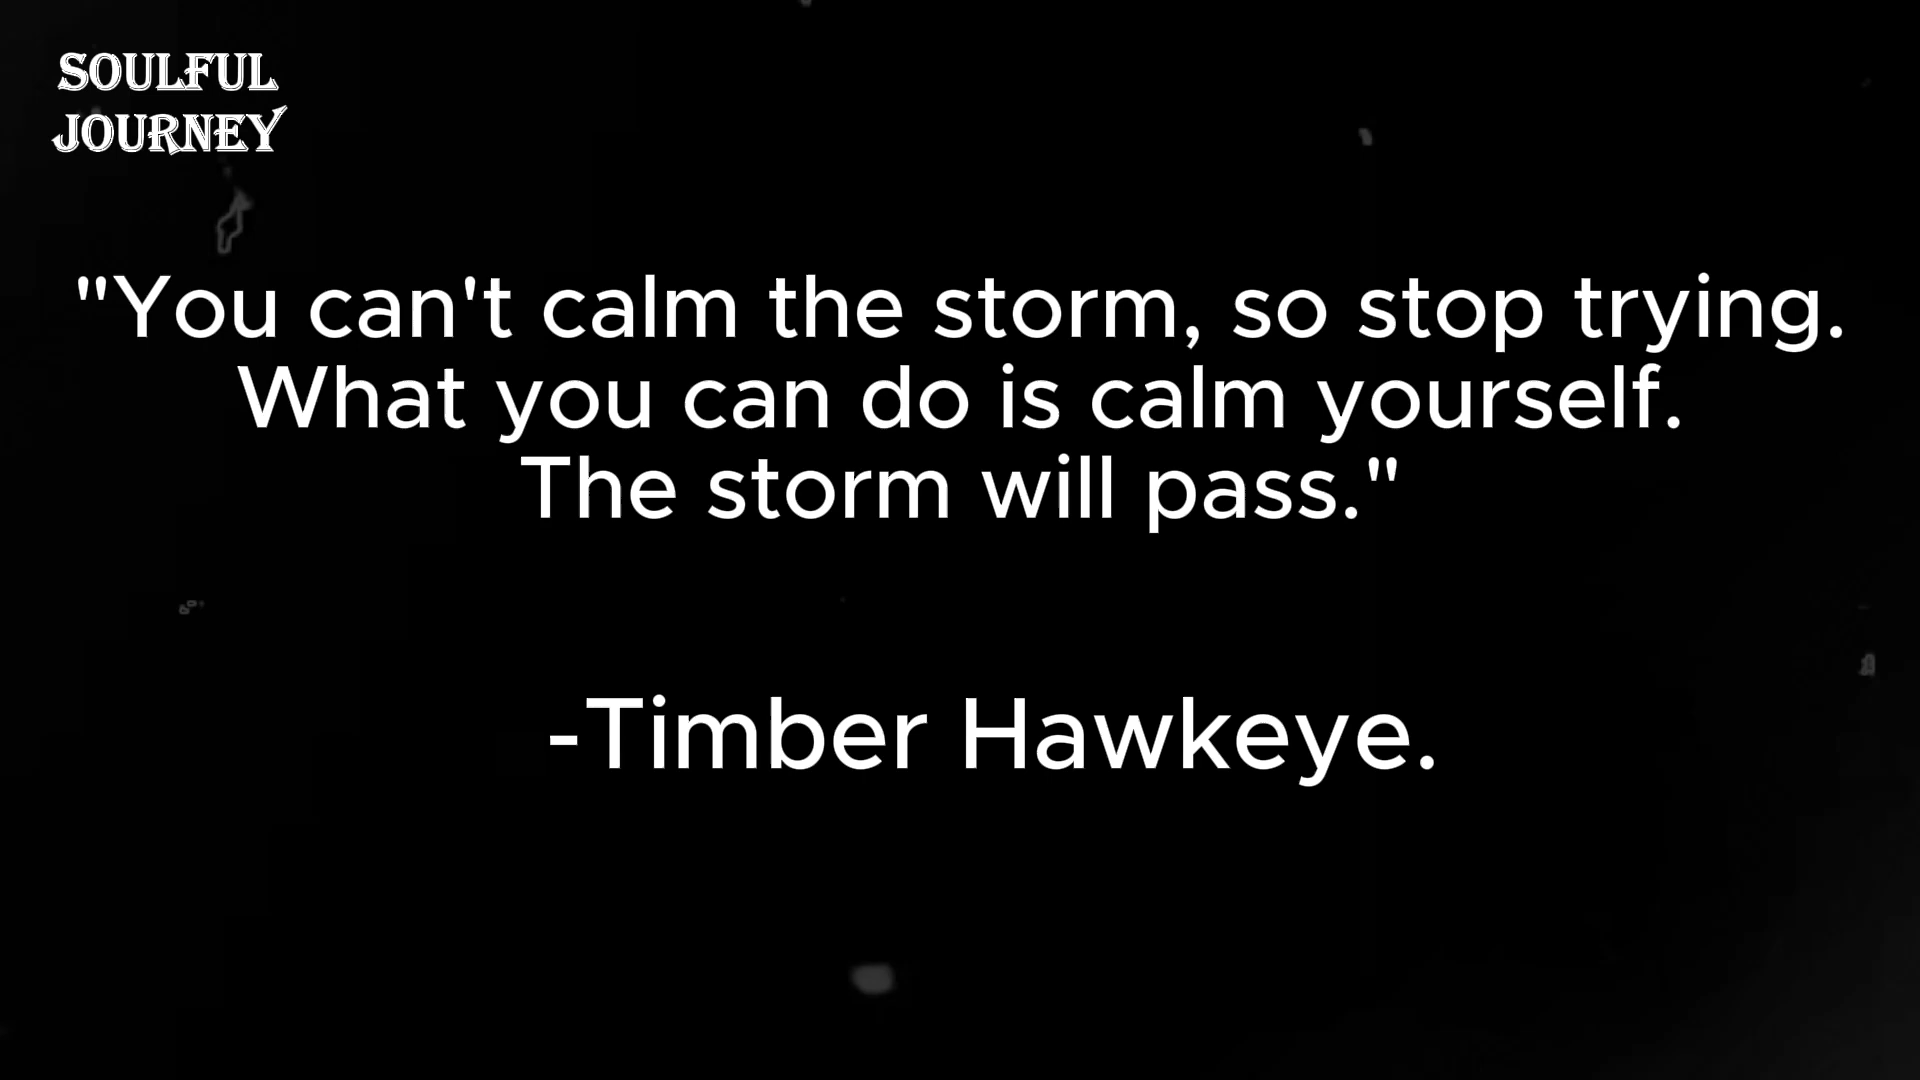 SOULFUL
JOURNEY
"You can't calm the storm, so stop trying.
What you can do is calm yourself.
The storm will pass."
-Timber Hawkeye.